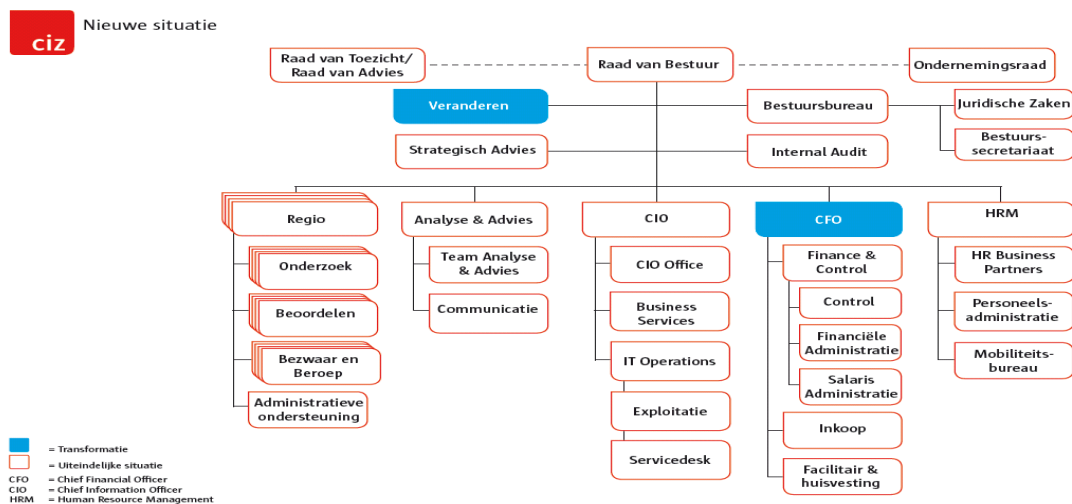 ciz
Nieuwe situatie
Raad van Toezicht/
Raad van Advies
Raad van Bestuur
Ondernemingsraad
Veranderen
Bestuursbureau
Juridische Zaken
Strategisch Advies
Internal Audit
Bestuurs-
secretariaat
Regio
Analyse & Advies
CIO
CFO
HRM
Onderzoek
Beoordelen
Bezwaar en
Beroep
Administratieve
ondersteuning
Team Analyse
& Advies
Communicatie
CIO Office
Business
Services
IT Operations
Exploitatie
Servicedesk
Finance &
Control
Control
Financiële
Administratie
Salaris
Administratie
Inkoop
Facilitair &
huisvesting
HR Business
Partners
Personeels-
administratie
Mobiliteits-
bureau
= Transformatie
= Uiteindelijke situatie
CFO = Chief Financial Officer
CIO = Chief Information Officer
HRM = Human Resource Management